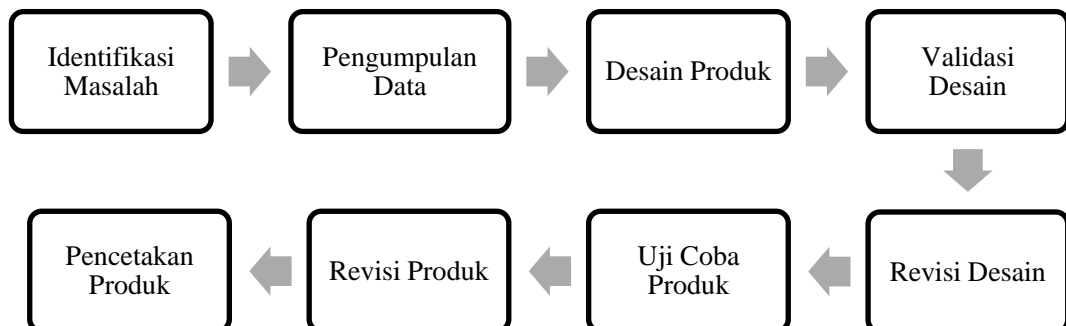 Identifikasi
Masalah
Pengumpulan
Data
Desain Produk
Validasi
Desain
Revisi Desain
Uji Coba
Produk
Revisi Produk
Pencetakan
Produk